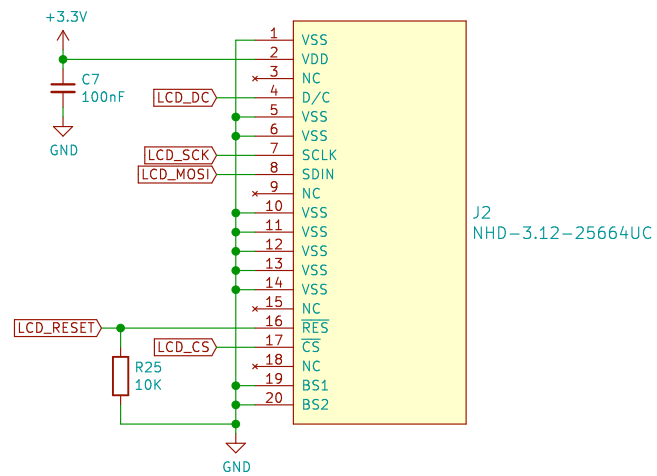 +3.3V
C7
100nF
GND
1 VSS
2 VDD
3 NC
LCD_DC 4 D/C
5 VSS
6 VSS
LCD_SCK 7 SCLK
LCD_MOSI 8 SDIN
9 NC
10 VSS
11 VSS
12 VSS
13 VSS
14 VSS
15 NC
LCD_RESET 16 RES
LCD_CS 17 CS
18 NC
19 BS1
20 BS2
J2
NHD-3.12-25664UC
R25
10K
GND